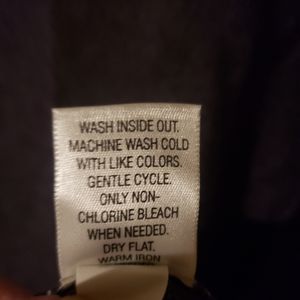 WASH INSIDE OUT.
MACHINE WASH COLD
WITH LIKE COLORS.
GENTLE CYCLE.
ONLY NON-
CHLORINE BLEACH
WHEN NEEDED.
DRY FLAT.
WARM IRON